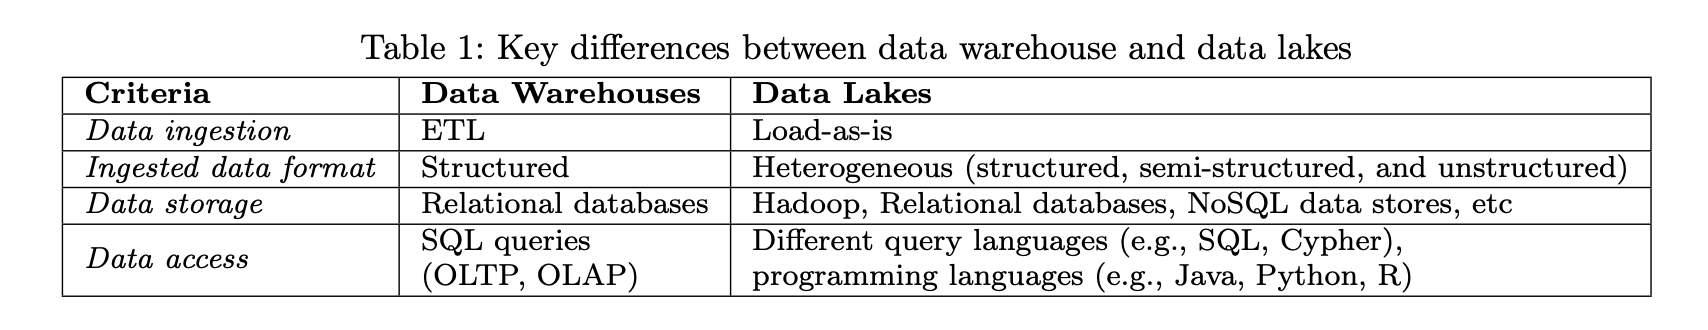 Table 1: Key differences between data warehouse and data lakes
Criteria Data Warehouses Data Lakes
Data ingestion ETL Load-as-is
Ingested data format Structured Heterogeneous (structured, semi-structured, and unstructured)
Data storage Relational databases Hadoop, Relational databases, NoSQL data stores, etc
Data access SQL queries Different query languages (e.g., SQL, Cypher),
(OLTP, OLAP) programming languages (e.g., Java, Python, R)